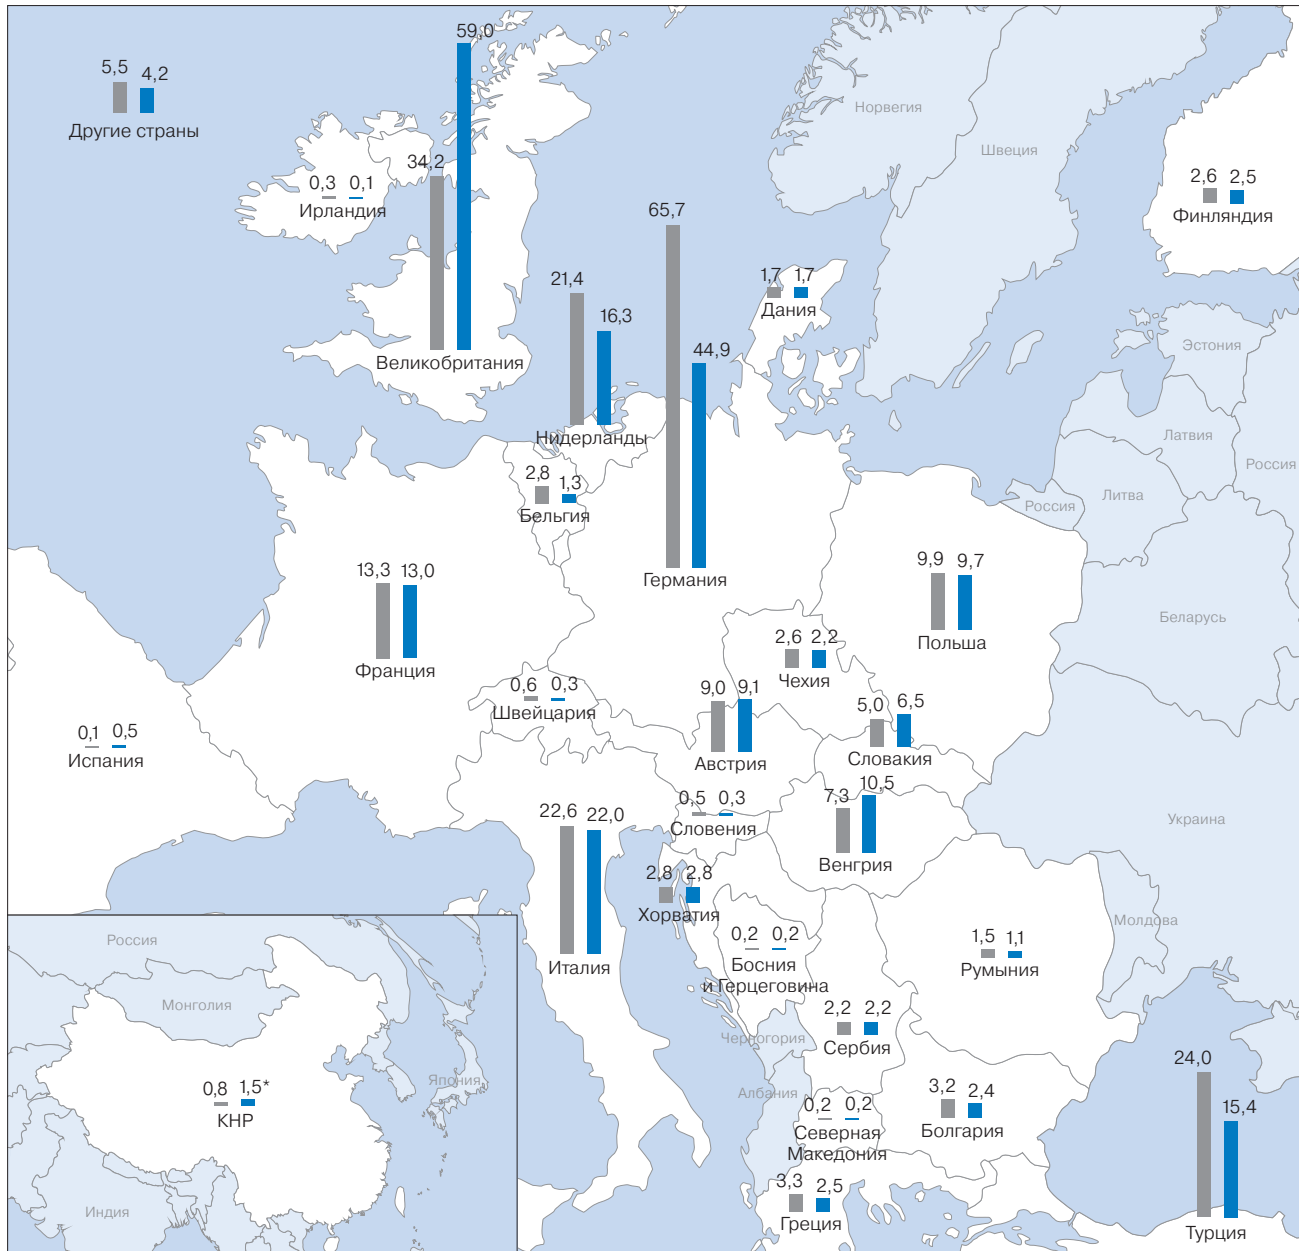 59,0
5,5 4,2
Другие страны
Норвегия
Швеция
34,2
0,3 0,1
Ирландия
2,6 2,5
Финляндия
65,7
21,4
1,7 1,7
Дания
16,3
Эстония
44,9
Великобритания
Нидерланды
Латвия
Россия
2,8 1,3
Бельгия
Литва
Россия
13,3 13,0
Франция
Германия
9,9 9,7
Польша
Беларусь
2,6 2,2
Чехия
0,6 0,3
Швейцария
9,0 9,1
Австрия
5,0 6,5
Словакия
0,1 0,5
Испания
7,3 10,5
Венгрия
22,6 22,0
Италия
0,5 0,3
Словения
Украина
2,8 2,8
Хорватия
Молдова
0,2 0,2
Босния
и Герцеговина
1,5 1,1
Румыния
Россия
Монголия
2,2 2,2
Сербия
Черногория
24,0
15,4
Турция
0,8 1,5*
КНР
Япония
Албания
0,2 0,2
Северная
Македония
3,2 2,4
Болгария
3,3 2,5
Греция
Индия